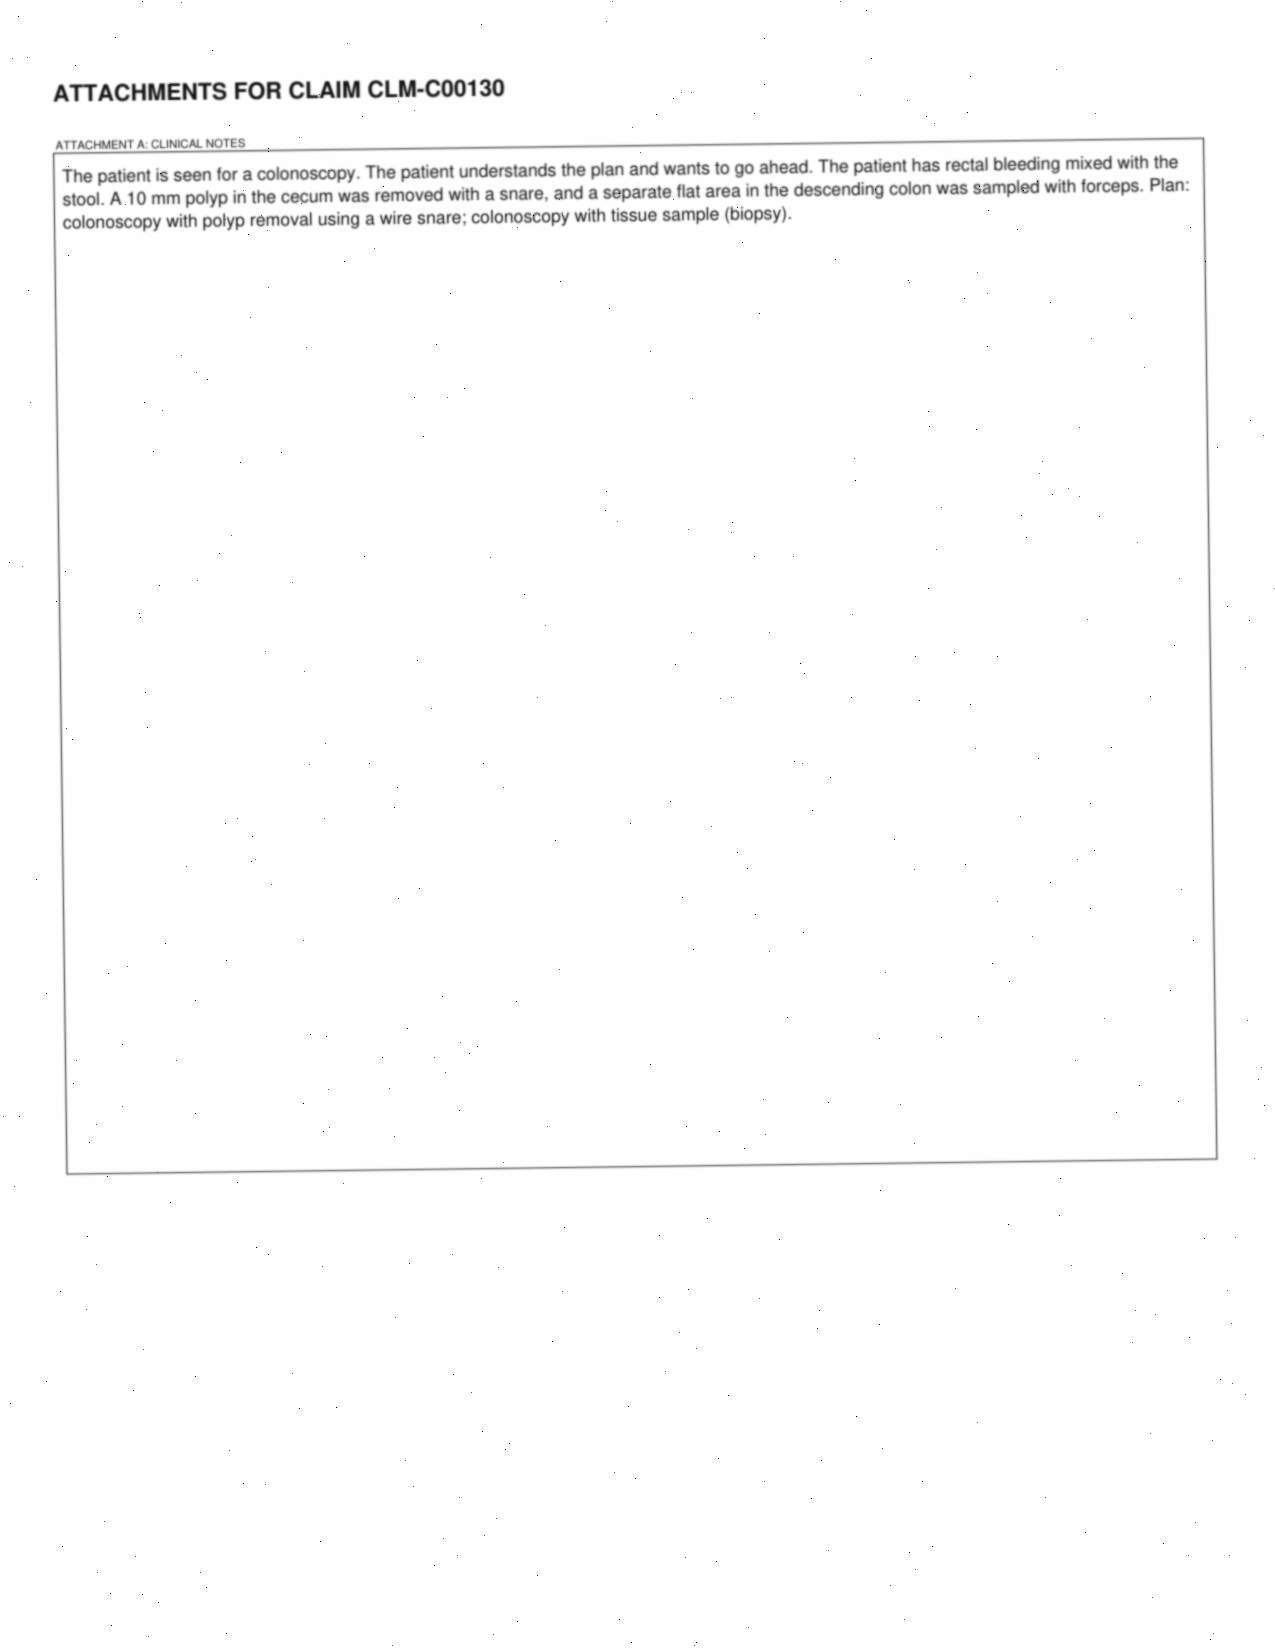 ATTACHMENTS FOR CLAIM CLM-C00130
ATTACHMENT A: CLINICAL NOTES
The patient is seen for a colonoscopy. The patient understands the plan and wants to go ahead. The patient has rectal bleeding mixed with the
stool. A 10 mm polyp in the cecum was removed with a snare, and a separate flat area in the descending colon was sampled with forceps. Plan:
colonoscopy with polyp removal using a wire snare; colonoscopy with tissue sample (biopsy).